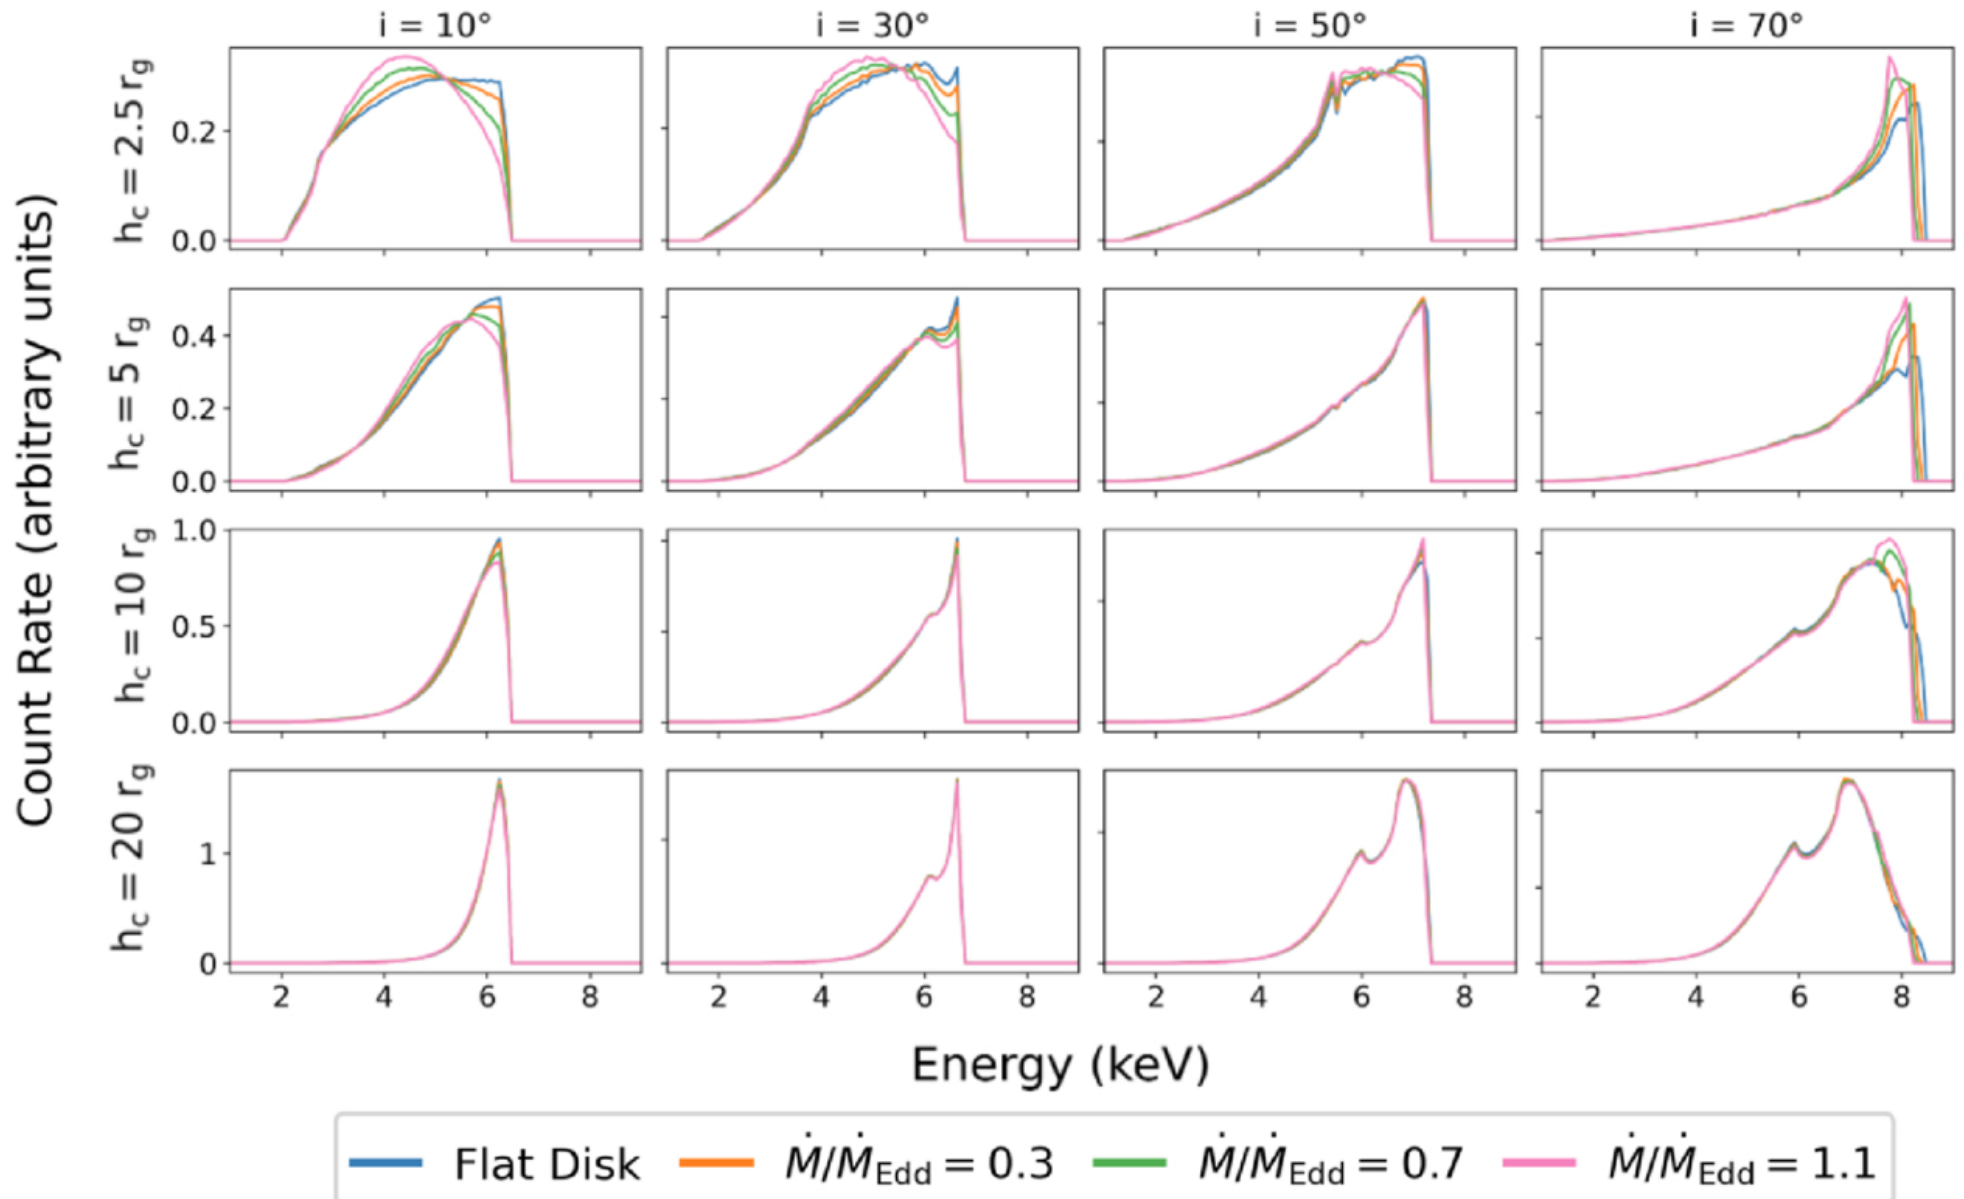 i = 10° i = 30° i = 50° i = 70°
Count Rate (arbitrary units)
h_c = 2.5 r_g
0.2
0.0
h_c = 5 r_g
0.4
0.2
0.0
h_c = 10 r_g
1.0
0.5
0.0
h_c = 20 r_g
1
0
2 4 6 8 2 4 6 8 2 4 6 8 2 4 6 8
Energy (keV)
Flat Disk Ṁ/Ṁ_Edd = 0.3 Ṁ/Ṁ_Edd = 0.7 Ṁ/Ṁ_Edd = 1.1